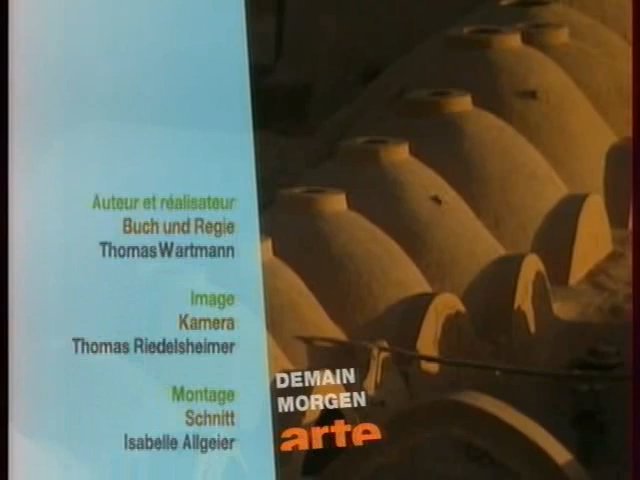 Auteur et réalisateur
Buch und Regie
Thomas Wartmann
Image
Kamera
Thomas Riedelsheimer
Montage
Schnitt
Isabelle Allgeier
DEMAIN
MORGEN
arte